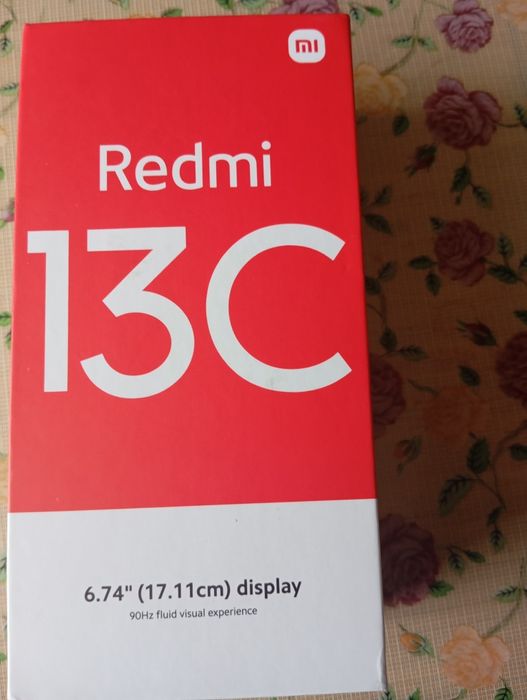 mi
Redmi
13C
6.74" (17.11cm) display
90Hz fluid visual experience